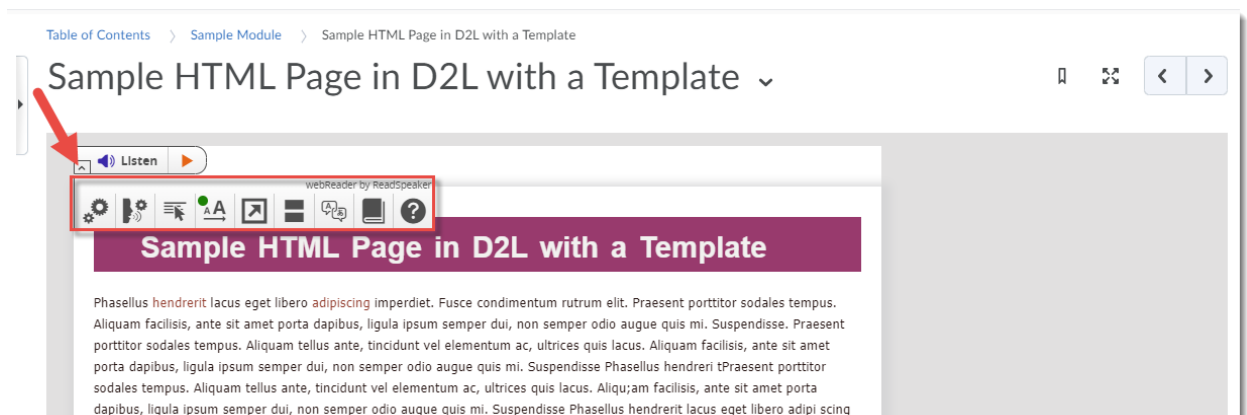 Table of Contents > Sample Module > Sample HTML Page in D2L with a Template
Sample HTML Page in D2L with a Template
Listen
webReader by ReadSpeaker
AA
Sample HTML Page in D2L with a Template
Phasellus hendrerit lacus eget libero adipiscing imperdiet. Fusce condimentum rutrum elit. Praesent porttitor sodales tempus.
Aliquam facilisis, ante sit amet porta dapibus, ligula ipsum semper dui, non semper odio augue quis mi. Suspendisse. Praesent
porttitor sodales tempus. Aliquam tellus ante, tincidunt vel elementum ac, ultrices quis lacus. Aliquam facilisis, ante sit amet
porta dapibus, ligula ipsum semper dui, non semper odio augue quis mi. Suspendisse Phasellus hendreri tPraesent porttitor
sodales tempus. Aliquam tellus ante, tincidunt vel elementum ac, ultrices quis lacus. Aliqu;am facilisis, ante sit amet porta
dapibus, ligula ipsum semper dui, non semper odio augue quis mi. Suspendisse Phasellus hendrerit lacus eget libero adipi scing